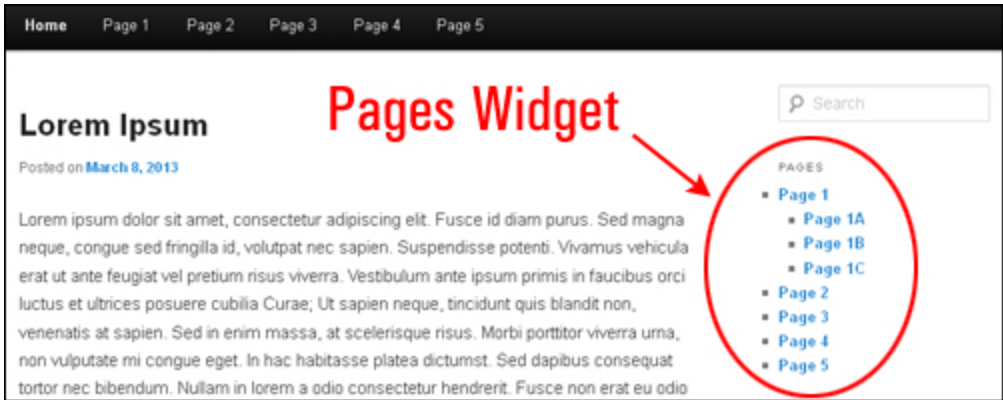 Home Page 1 Page 2 Page 3 Page 4 Page 5
Pages Widget
Search
Lorem Ipsum
Posted on March 8, 2013
Lorem ipsum dolor sit amet, consectetur adipiscing elit. Fusce id diam purus. Sed magna
neque, congue sed fringilla id, volutpat nec sapien. Suspendisse potenti. Vivamus vehicula
erat ut ante feugiat vel pretium risus viverra. Vestibulum ante ipsum primis in faucibus orci
luctus et ultrices posuere cubilia Curae; Ut sapien neque, tincidunt quis blandit non,
venenatis at sapien. Sed in enim massa, at scelerisque risus. Morbi porttitor viverra urna,
non vulputate mi congue eget. In hac habitasse platea dictumst. Sed dapibus consequat
tortor nec bibendum. Nullam in lorem a odio consectetur hendrerit. Fusce non erat eu odio
PAGES
Page 1
Page 1A
Page 1B
Page 1C
Page 2
Page 3
Page 4
Page 5